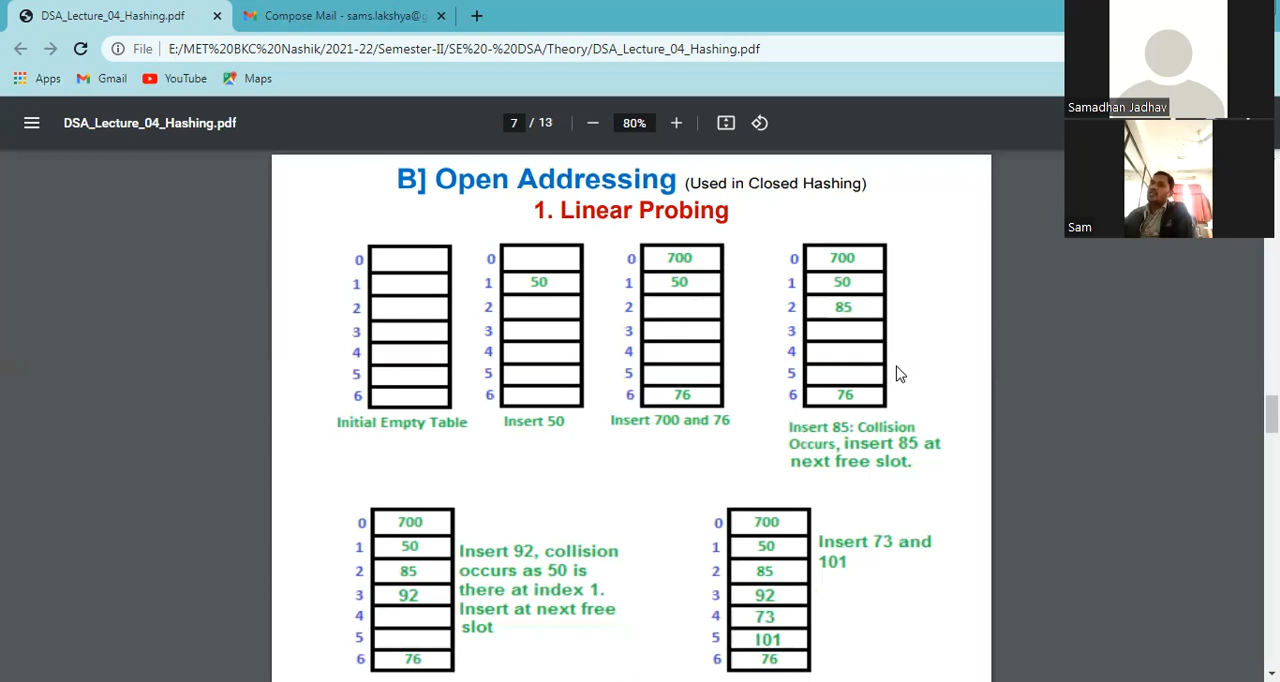 DSA_Lecture_04_Hashing.pdf
Compose Mail - sams.lakshya@g
File
E:/MET%20BKC%20Nashik/2021-22/Semester-II/SE%20-%20DSA/Theory/DSA_Lecture_04_Hashing.pdf
Apps
Gmail
YouTube
Maps
Samadhan Jadhav
DSA_Lecture_04_Hashing.pdf
7 / 13
80%
Sam
B] Open Addressing (Used in Closed Hashing)
1. Linear Probing
0
1
2
3
4
5
6
Initial Empty Table
0
1 50
2
3
4
5
6
Insert 50
0 700
1 50
2
3
4
5
6 76
Insert 700 and 76
0 700
1 50
2 85
3
4
5
6 76
Insert 85: Collision
Occurs, insert 85 at
next free slot.
0 700
1 50
2 85
3 92
4
5
6 76
Insert 92, collision
occurs as 50 is
there at index 1.
Insert at next free
slot
0 700
1 50
2 85
3 92
4 73
5 101
6 76
Insert 73 and
101